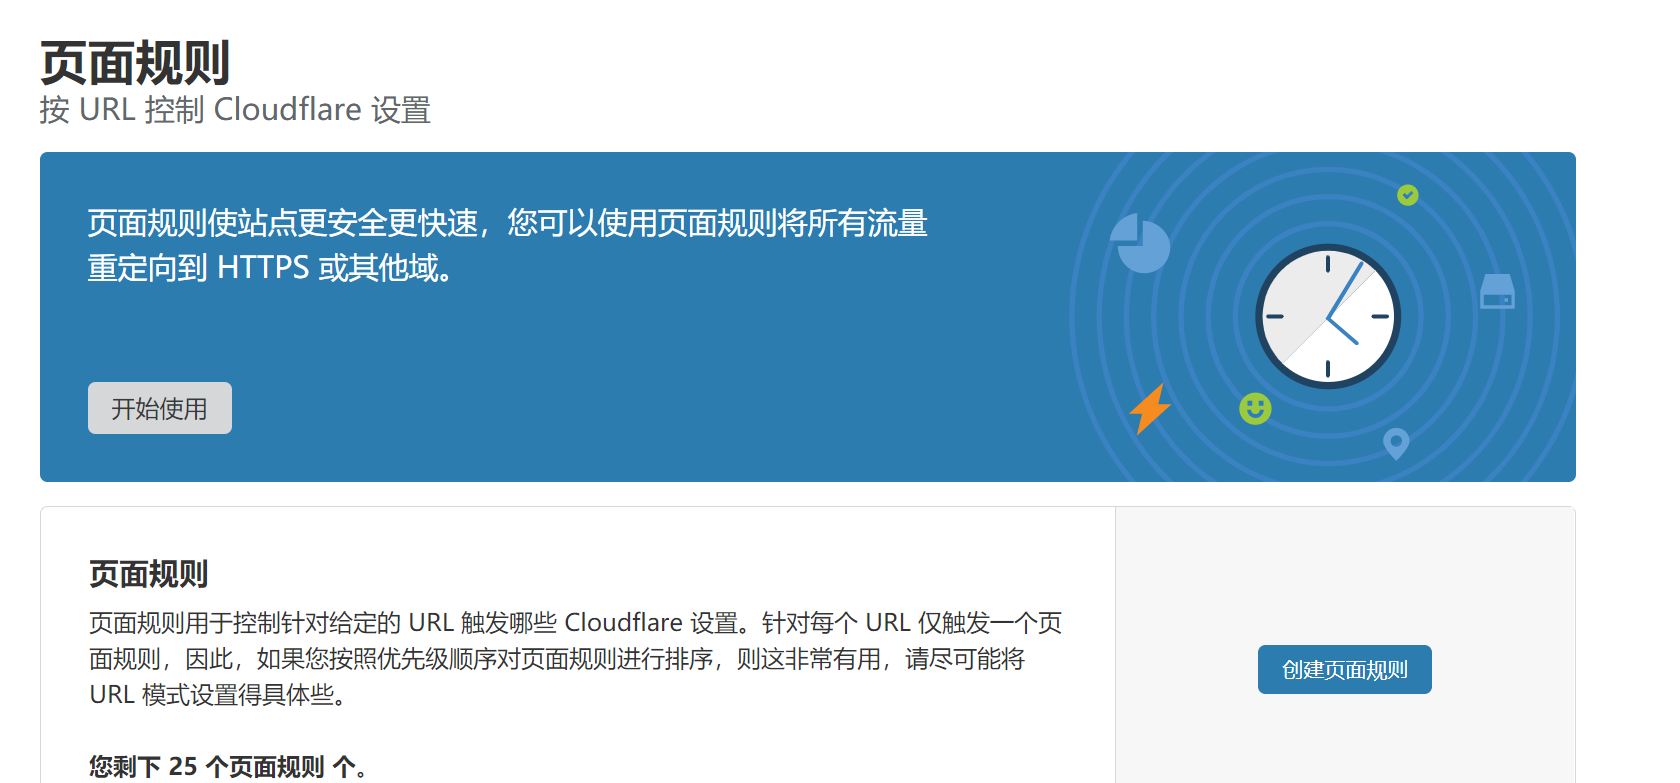 页面规则
按 URL 控制 Cloudflare 设置
页面规则使站点更安全更快速，您可以使用页面规则将所有流量
重定向到 HTTPS 或其他域。
开始使用
页面规则
页面规则用于控制针对给定的 URL 触发哪些 Cloudflare 设置。针对每个 URL 仅触发一个页
面规则，因此，如果您按照优先级顺序对页面规则进行排序，则这非常有用，请尽可能将
URL 模式设置得具体些。
创建页面规则
您剩下 25 个页面规则 个。